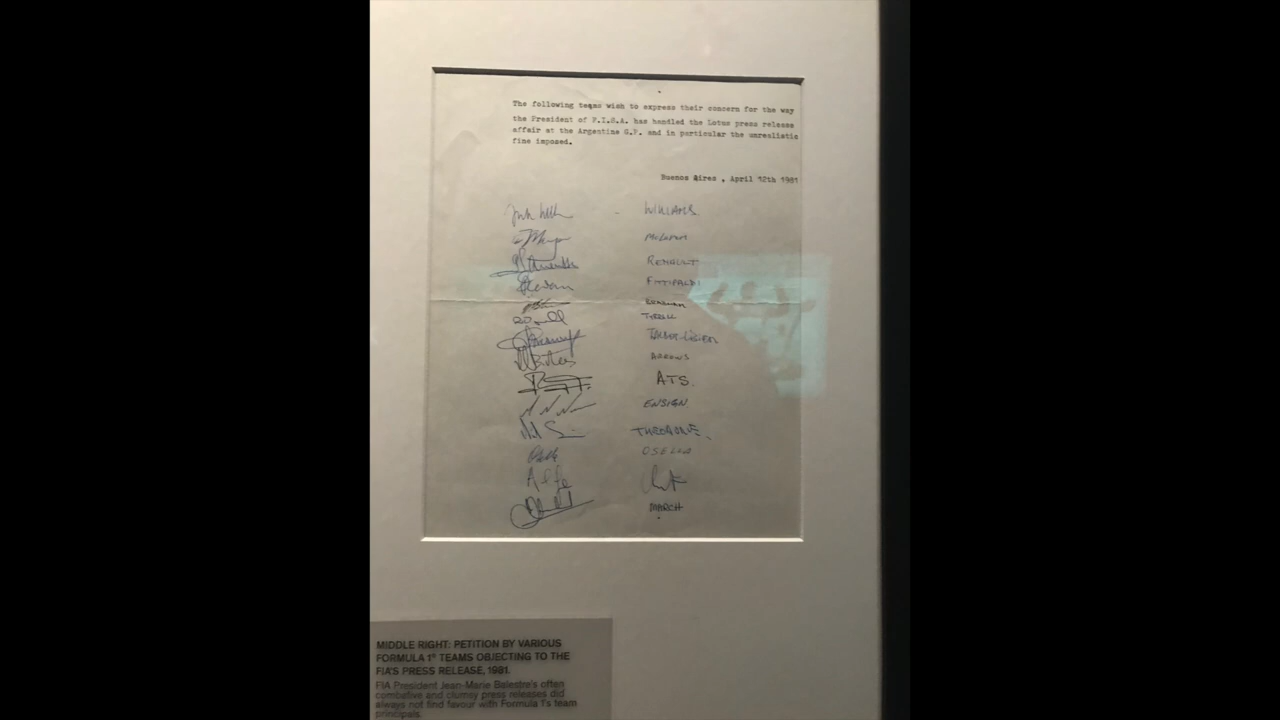 The following teams wish to express their concern for the way
the President of F.I.S.A. has handled the Lotus press release
affair at the Argentine G.P. and in particular the unrealistic
fine imposed.
Buenos Aires , April 12th 1981
WILLIAMS
McLaren
RENAULT
FITTIPALDI
BRABHAM
TYRRELL
TALBOT-LIGIER
ARROWS
ATS.
ENSIGN.
THEODORE.
OSELLA
Alfa
MARCH
MIDDLE RIGHT: PETITION BY VARIOUS
FORMULA 1® TEAMS OBJECTING TO THE
FIA'S PRESS RELEASE, 1981.
FIA President Jean-Marie Balestre's often
combative and clumsy press releases did
always not find favour with Formula 1's team
principals.